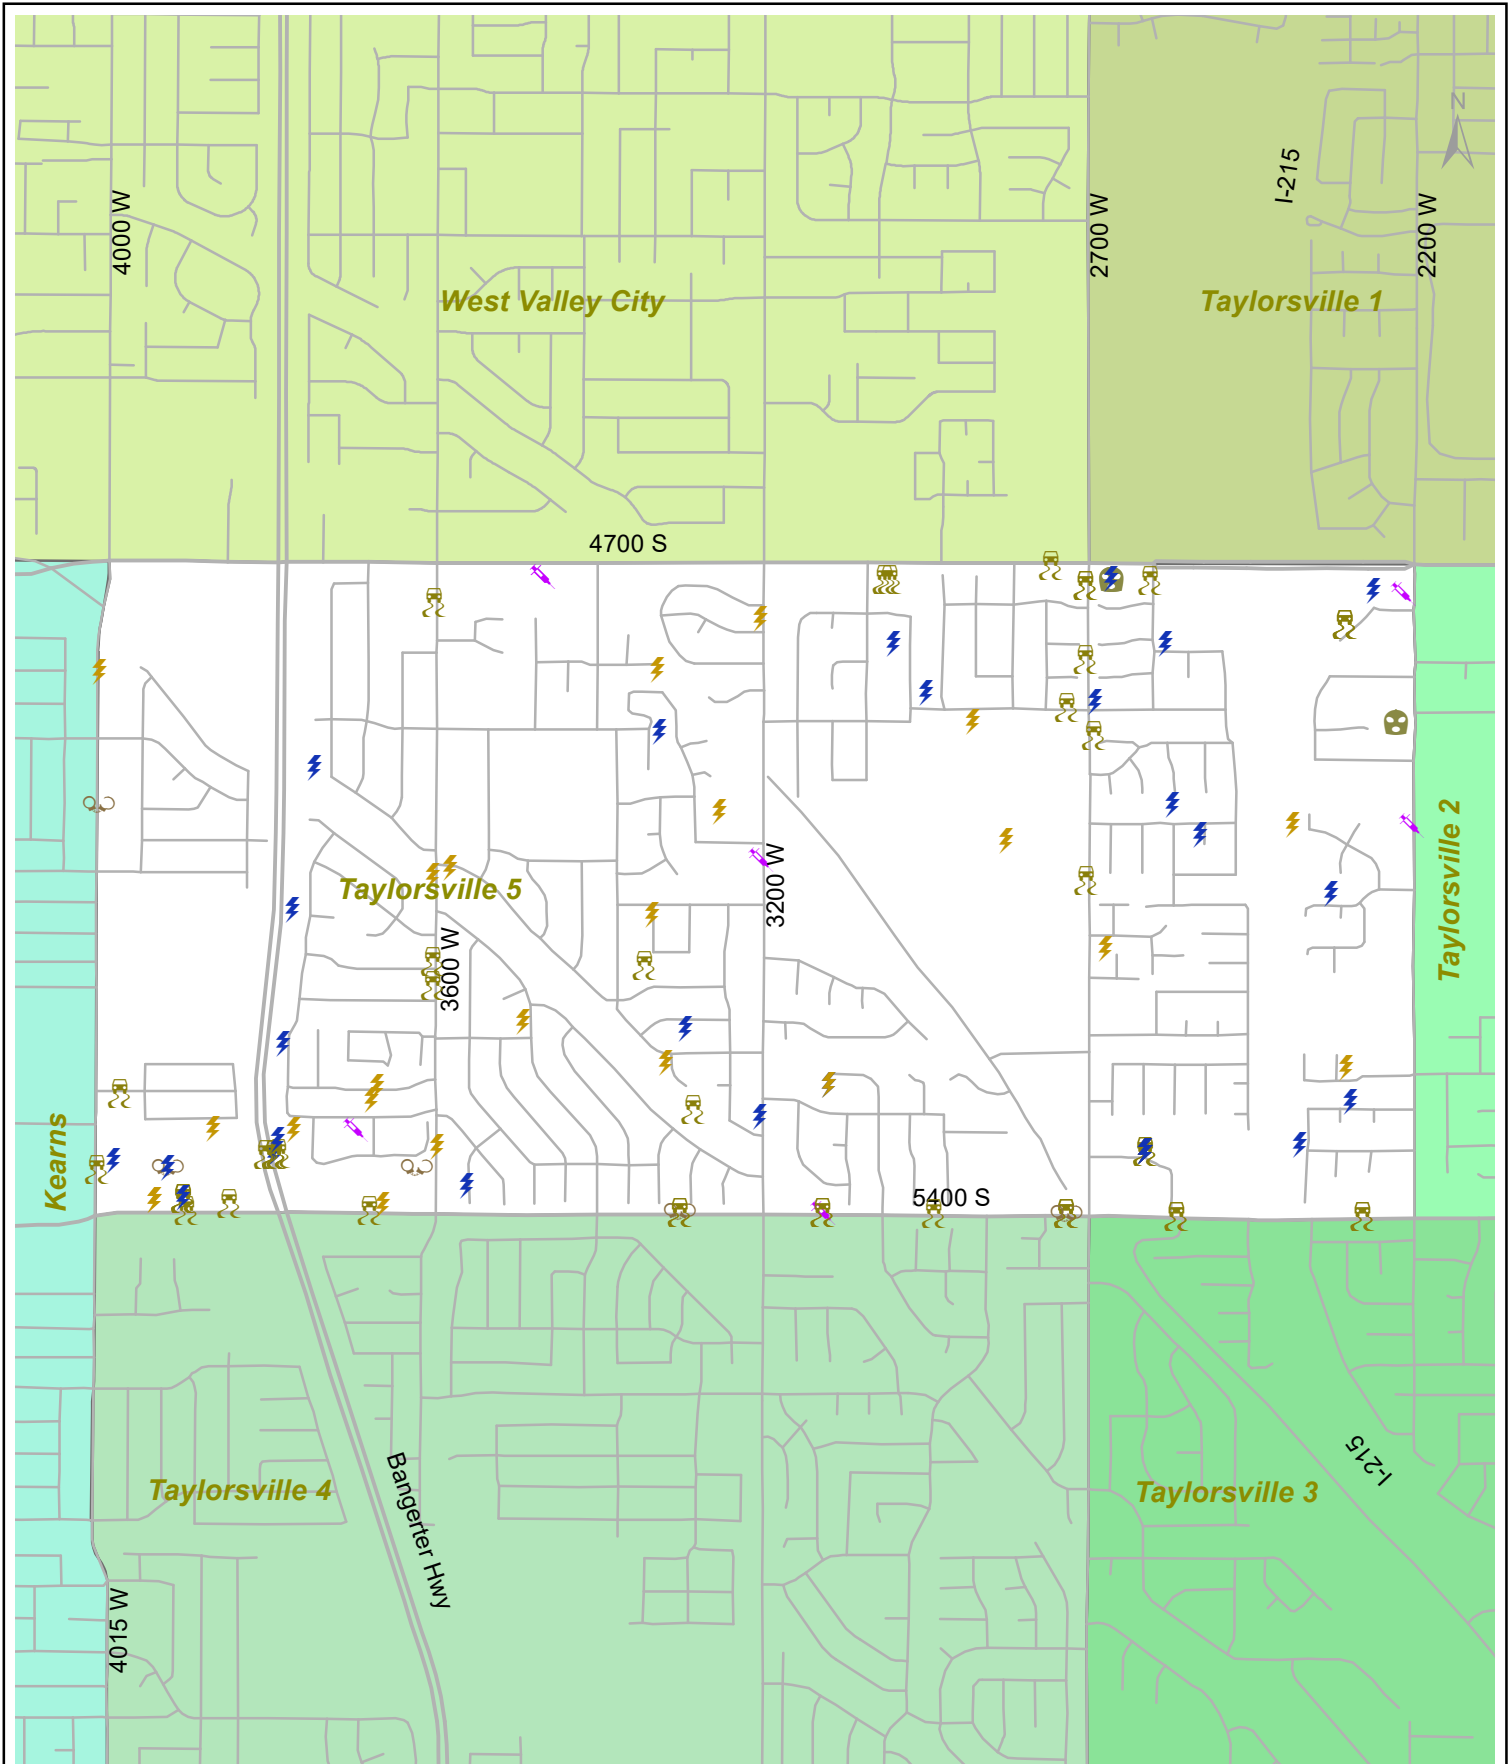 N
I-215
4000 W
2700 W
2200 W
West Valley City
Taylorsville 1
4700 S
Taylorsville 2
3200 W
Taylorsville 5
3600 W
Kearns
5400 S
I-215
Taylorsville 4
Taylorsville 3
Bangerter Hwy
4015 W